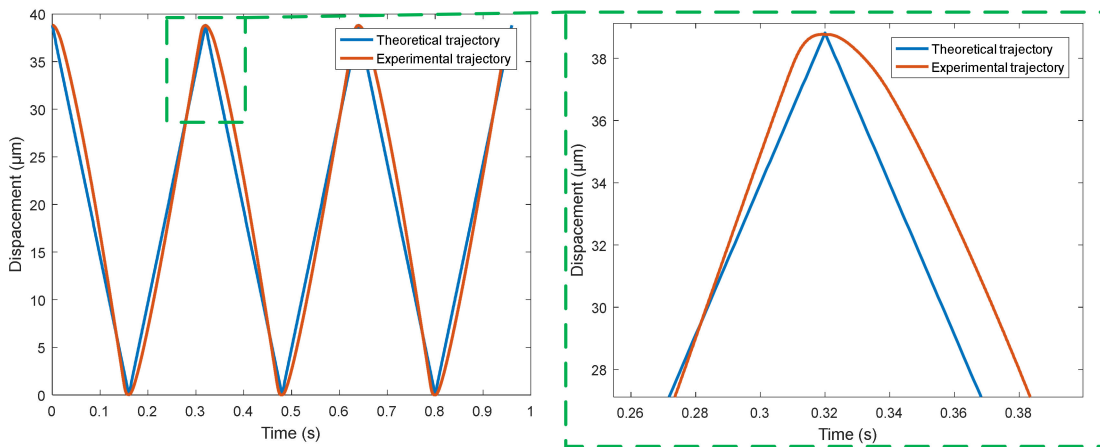 40
35
30
25
20
15
10
5
0
Dispacement (μm)
0 0.1 0.2 0.3 0.4 0.5 0.6 0.7 0.8 0.9 1
Time (s)
Theoretical trajectory
Experimental trajectory
38
36
34
32
30
28
Dispacement (μm)
0.26 0.28 0.3 0.32 0.34 0.36 0.38
Time (s)
Theoretical trajectory
Experimental trajectory